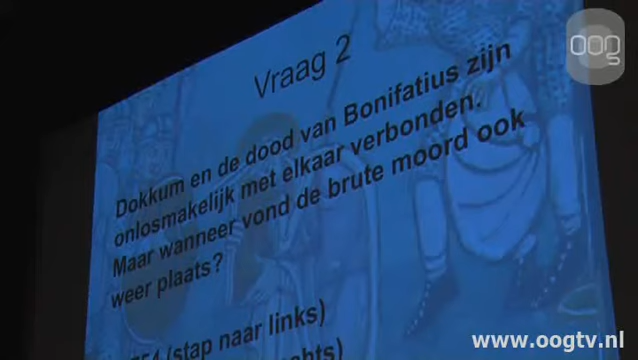 oog
Vraag 2
Dokkum en de dood van Bonifatius zijn
onlosmakelijk met elkaar verbonden.
Maar wanneer vond de brute moord ook
weer plaats?
(stap naar links)
www.oogtv.nl